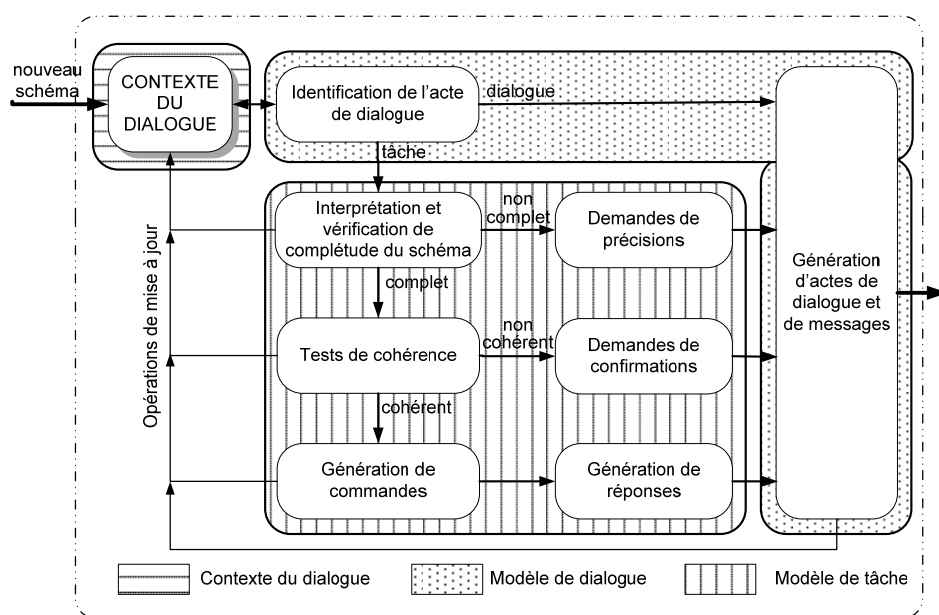 nouveau
schéma
CONTEXTE
DU
DIALOGUE
Identification de l'acte
de dialogue
dialogue
tâche
Interprétation et
vérification de
complétude du schéma
non
complet
Demandes de
précisions
complet
Tests de cohérence
non
cohérent
Demandes de
confirmations
cohérent
Génération de
commandes
Génération de
réponses
Génération
d'actes de
dialogue et
de messages
Opérations de mise à jour
Contexte du dialogue
Modèle de dialogue
Modèle de tâche